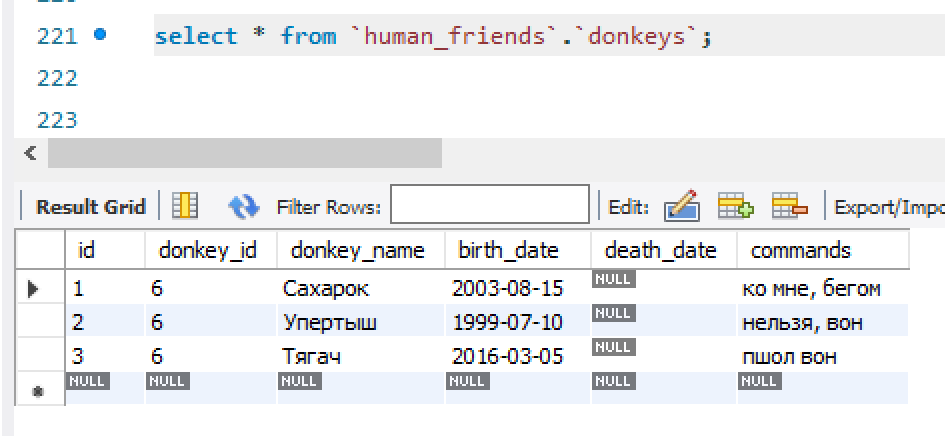 221 select * from `human_friends`.`donkeys`;
222
223
Result Grid Filter Rows: Edit: Export/Impo
id donkey_id donkey_name birth_date death_date commands
1 6 Сахарок 2003-08-15 NULL ко мне, бегом
2 6 Упертыш 1999-07-10 NULL нельзя, вон
3 6 Тягач 2016-03-05 NULL пшол вон
NULL NULL NULL NULL NULL NULL